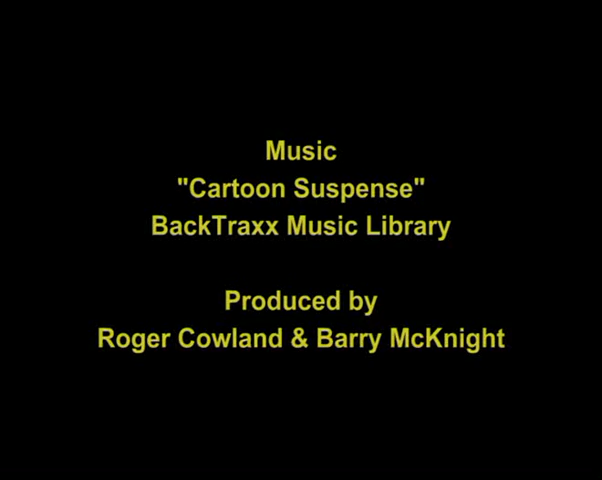 Music
"Cartoon Suspense"
BackTraxx Music Library
Produced by
Roger Cowland & Barry McKnight